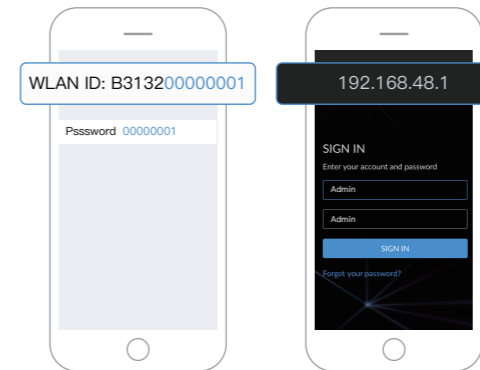 WLAN ID: B313200000001
Psssword 00000001
192.168.48.1
SIGN IN
Enter your account and password
Admin
Admin
SIGN IN
Forgot your password?